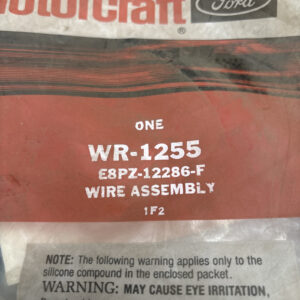 Motorcraft®
Ford
ONE
WR-1255
E8PZ-12286-F
WIRE ASSEMBLY
1F2
NOTE: The following warning applies only to the
silicone compound in the enclosed packet.
WARNING: MAY CAUSE EYE IRRITATION,